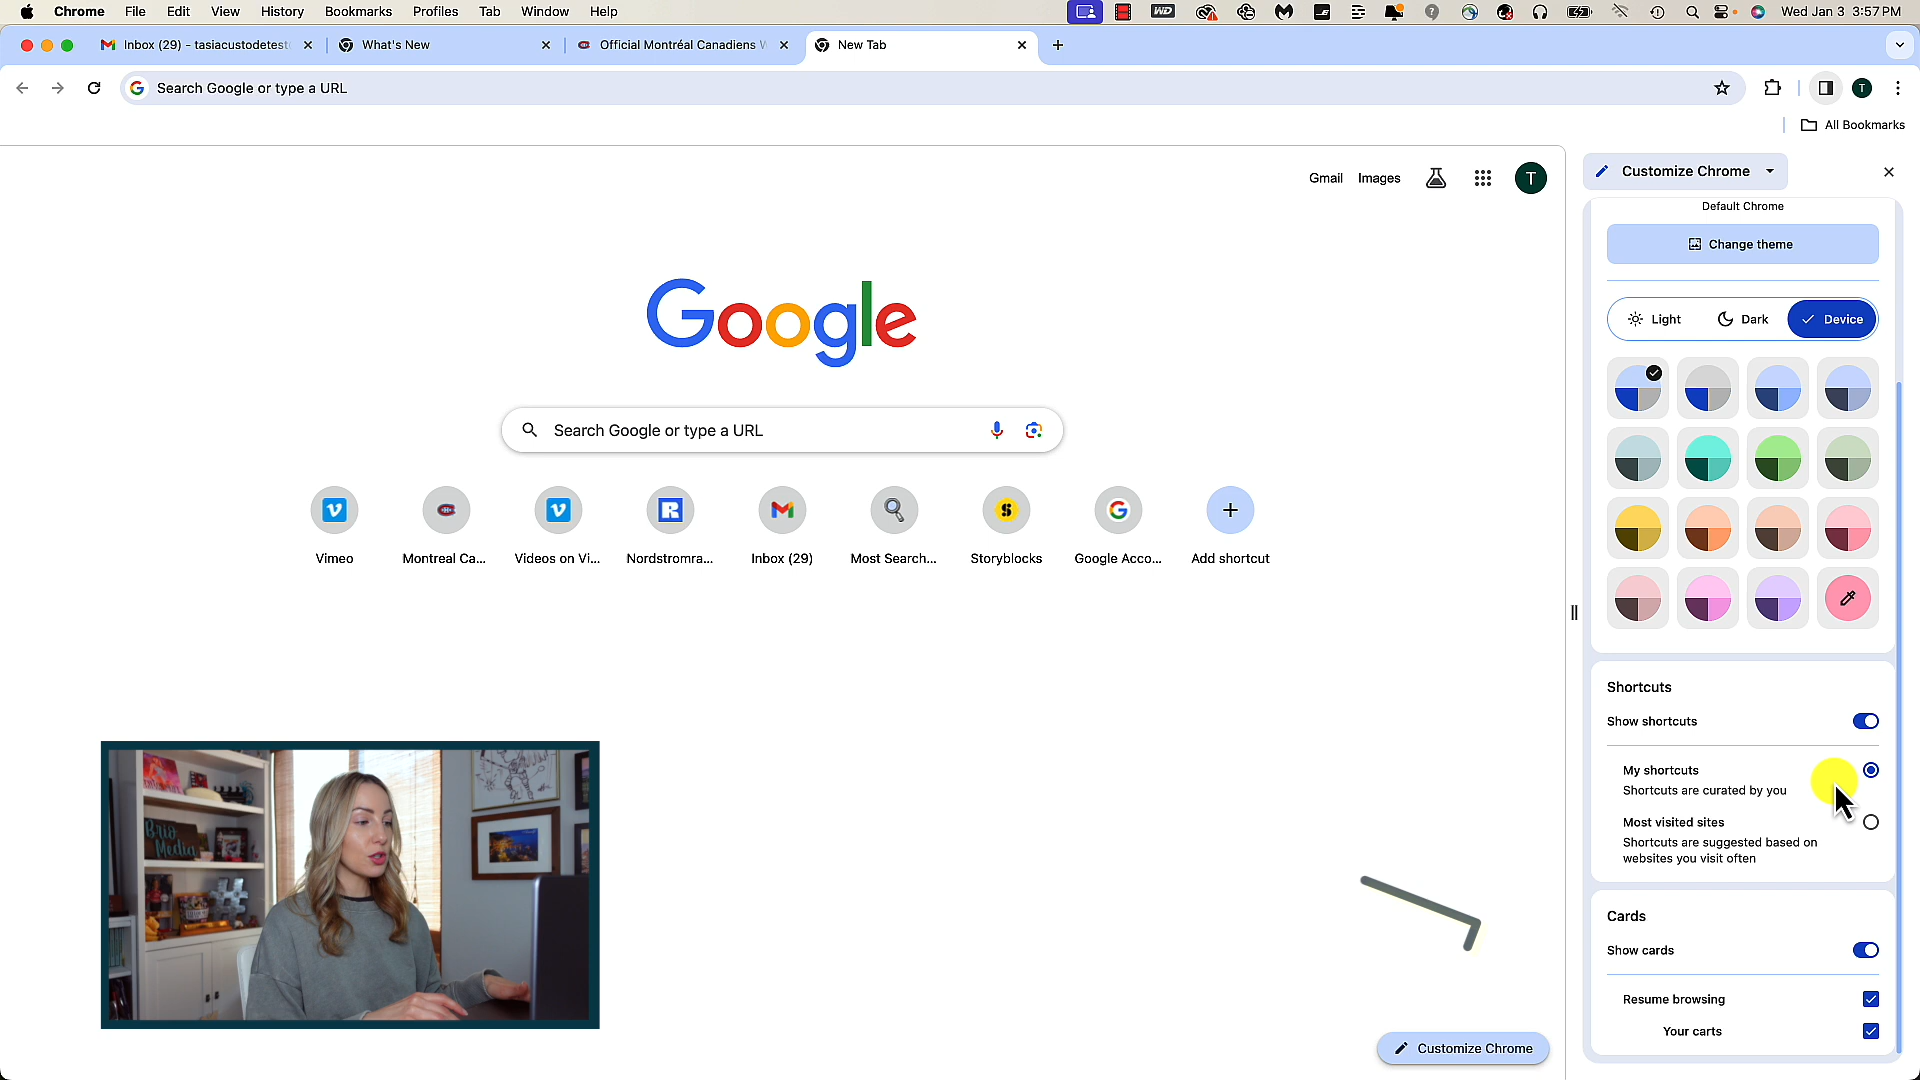 Chrome File Edit View History Bookmarks Profiles Tab Window Help
WD
Wed Jan 3 3:57 PM
Inbox (29) - tasiacustodetest
What's New
Official Montréal Canadiens W
New Tab
Search Google or type a URL
T
All Bookmarks
Gmail Images
T
Customize Chrome
Default Chrome
Change theme
Light Dark Device
Google
Search Google or type a URL
Vimeo
Montreal Ca...
Videos on Vi...
Nordstromra...
Inbox (29)
Most Search...
Storyblocks
Google Acco...
Add shortcut
Shortcuts
Show shortcuts
My shortcuts
Shortcuts are curated by you
Most visited sites
Shortcuts are suggested based on
websites you visit often
Cards
Show cards
Resume browsing
Your carts
Brio
Media
Customize Chrome